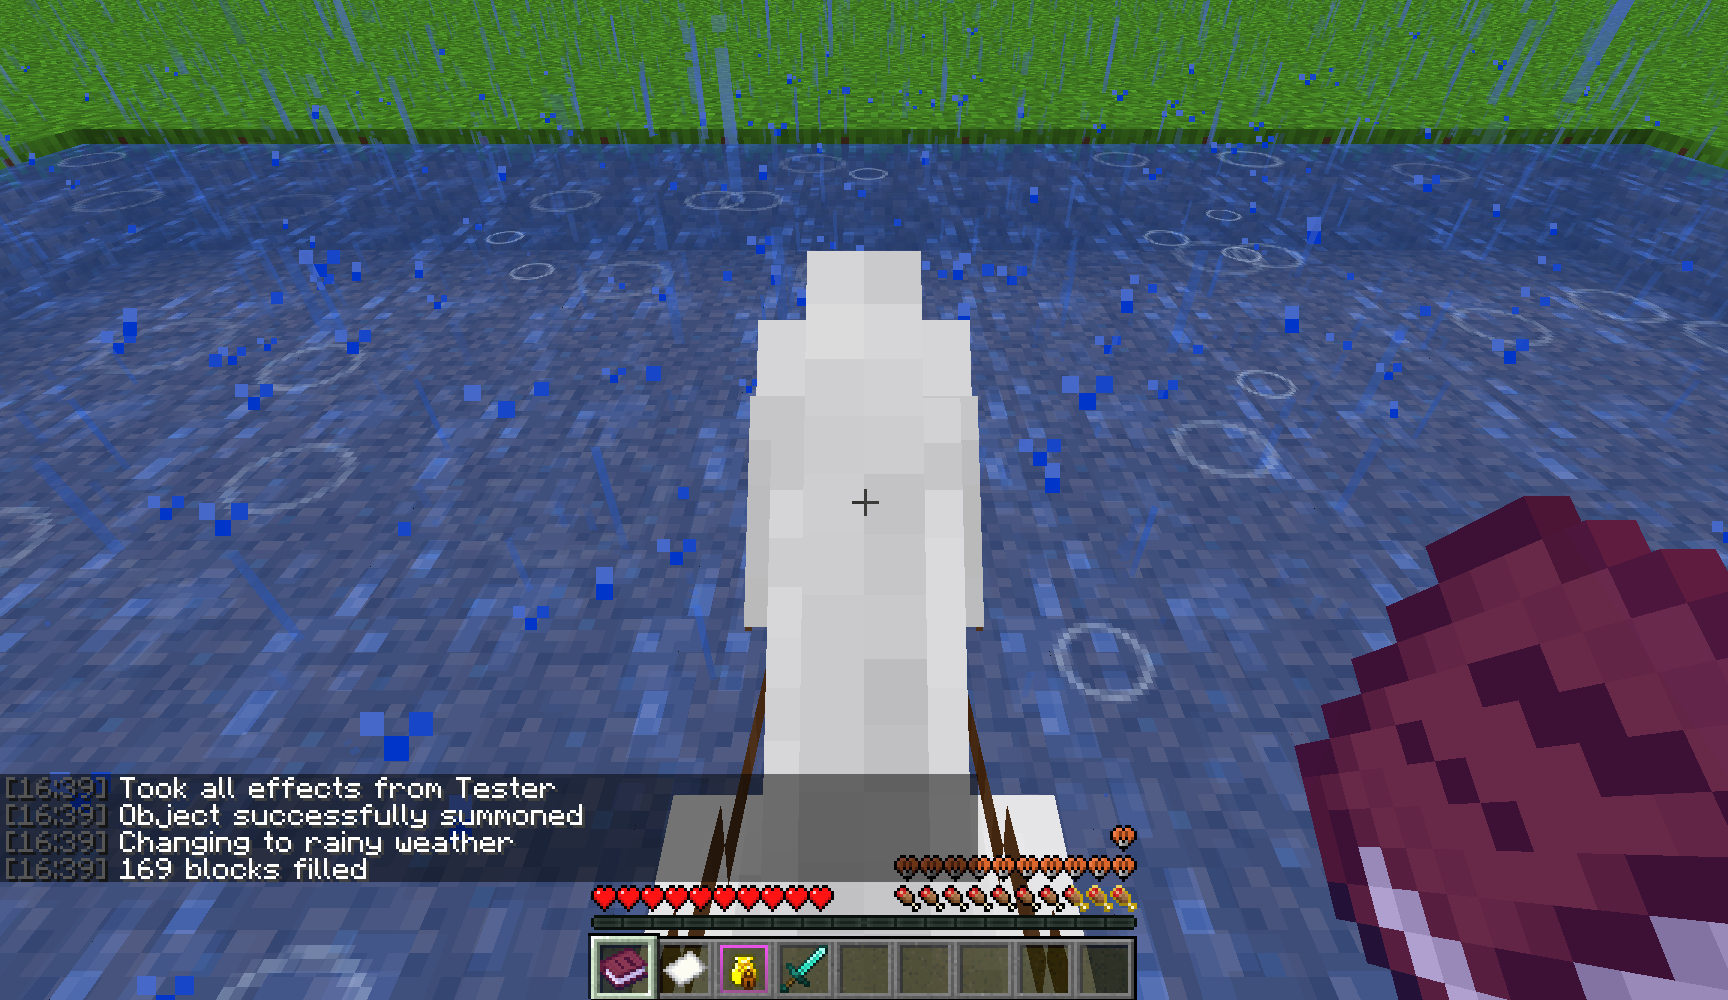 [16:39] Took all effects from Tester
[16:39] Object successfully summoned
[16:39] Changing to rainy weather
[16:39] 169 blocks filled